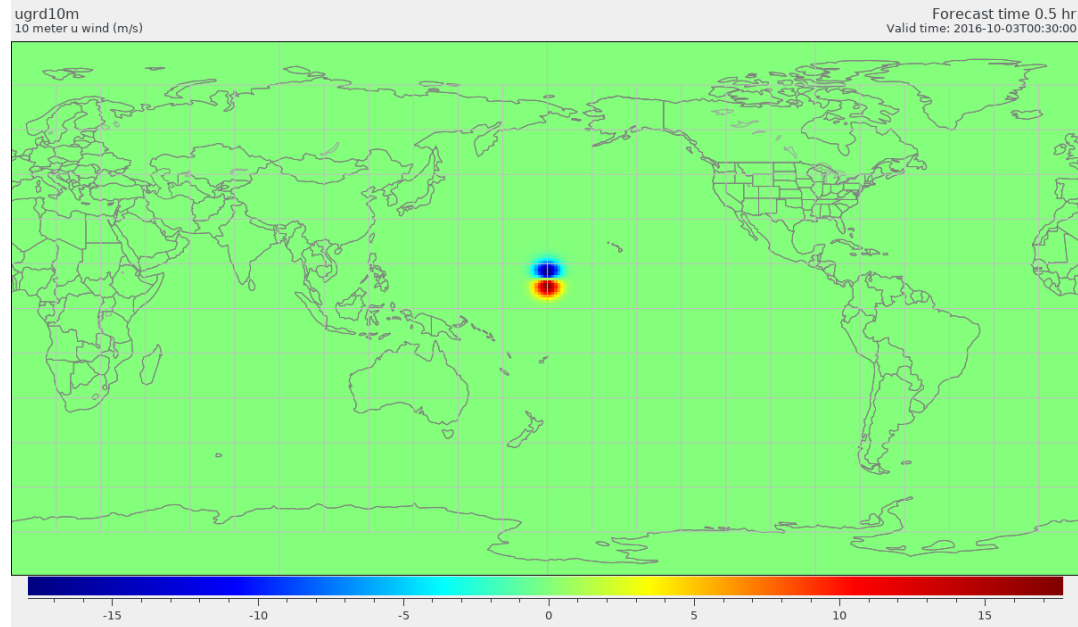 ugrd10m
Forecast time 0.5 hr
10 meter u wind (m/s)
Valid time: 2016-10-03T00:30:00
-15 -10 -5 0 5 10 15